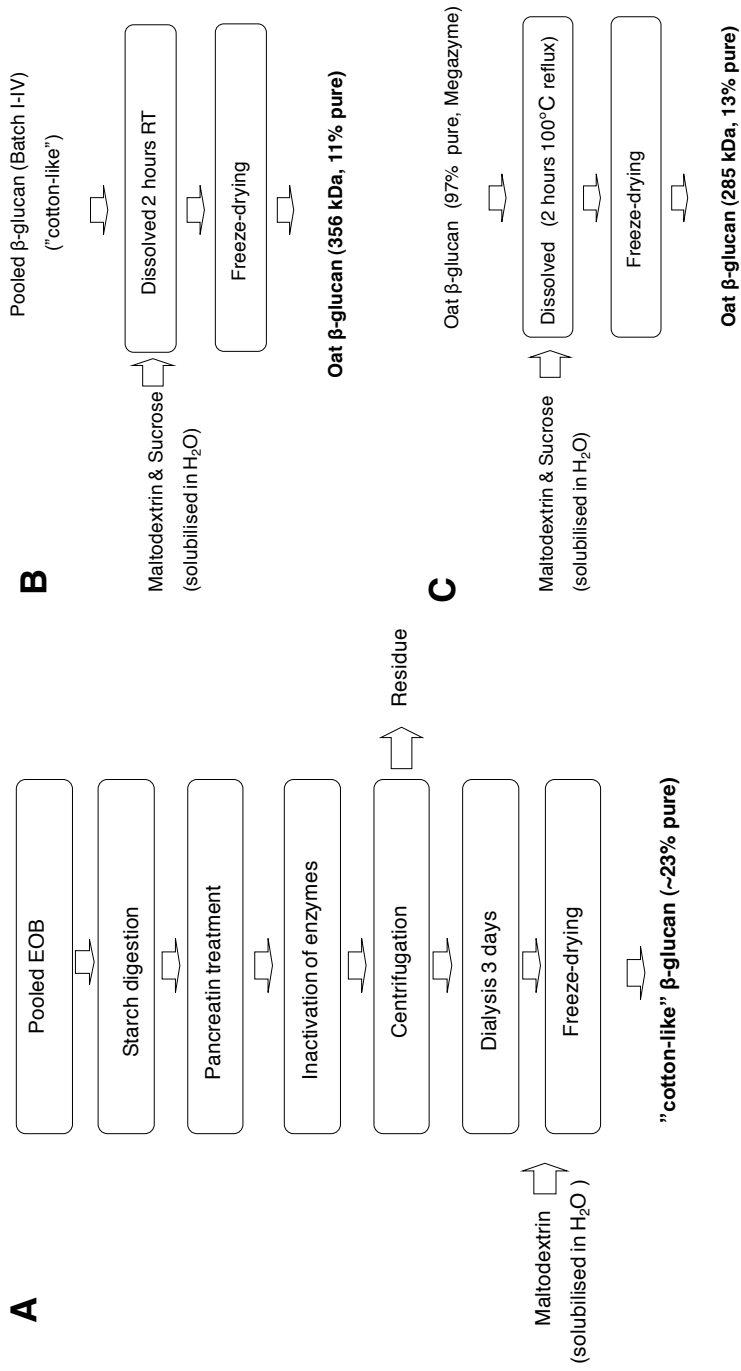 A
Pooled EOB
Starch digestion
Pancreatin treatment
Inactivation of enzymes
Centrifugation
Residue
Dialysis 3 days
Maltodextrin
(solubilised in H₂O )
Freeze-drying
”cotton-like” β-glucan (~23% pure)
B
Pooled β-glucan (Batch I-IV)
(”cotton-like”)
Maltodextrin & Sucrose
(solubilised in H₂O)
Dissolved 2 hours RT
Freeze-drying
Oat β-glucan (356 kDa, 11% pure)
C
Oat β-glucan (97% pure, Megazyme)
Maltodextrin & Sucrose
(solubilised in H₂O)
Dissolved (2 hours 100°C reflux)
Freeze-drying
Oat β-glucan (285 kDa, 13% pure)